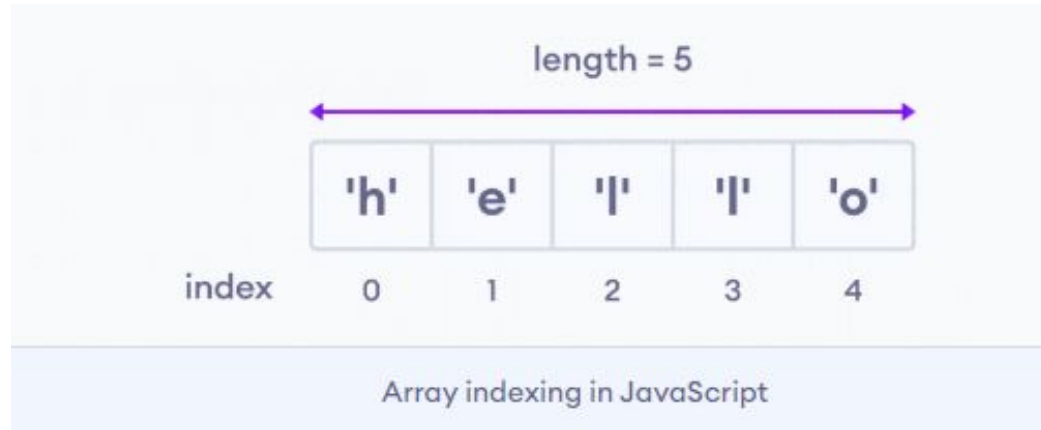 length = 5
'h' 'e' 'l' 'l' 'o'
index 0 1 2 3 4
Array indexing in JavaScript